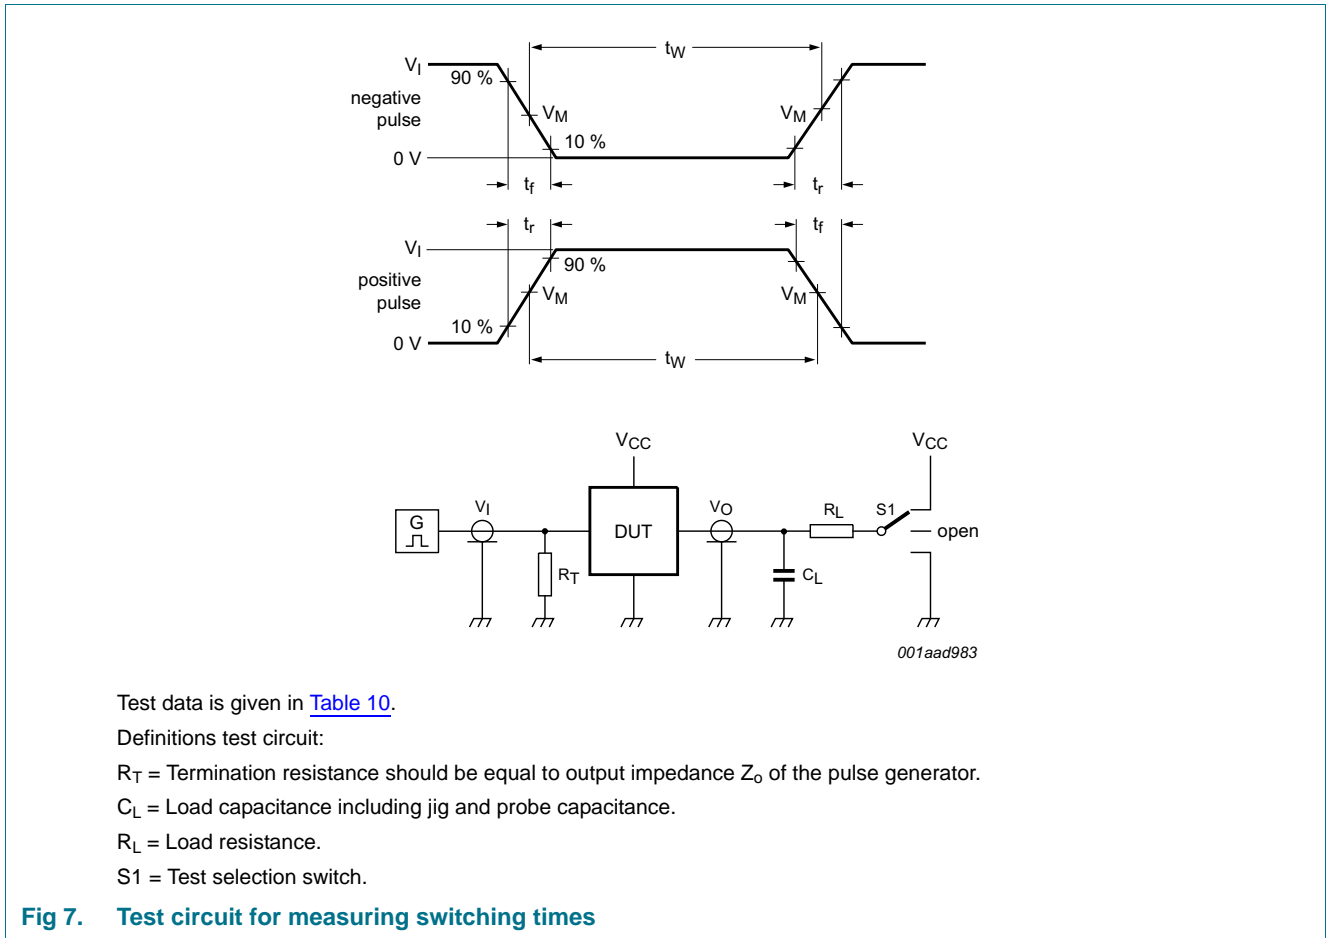 tW
VI
90 %
negative
pulse
VM
VM
10 %
0 V
tf
tr
tr
tf
VI
90 %
positive
pulse
VM
VM
10 %
0 V
tW
VCC
VCC
G
VI
DUT
VO
RL
S1
open
RT
CL
001aad983
Test data is given in Table 10.
Definitions test circuit:
RT = Termination resistance should be equal to output impedance Zo of the pulse generator.
CL = Load capacitance including jig and probe capacitance.
RL = Load resistance.
S1 = Test selection switch.
Fig 7. Test circuit for measuring switching times